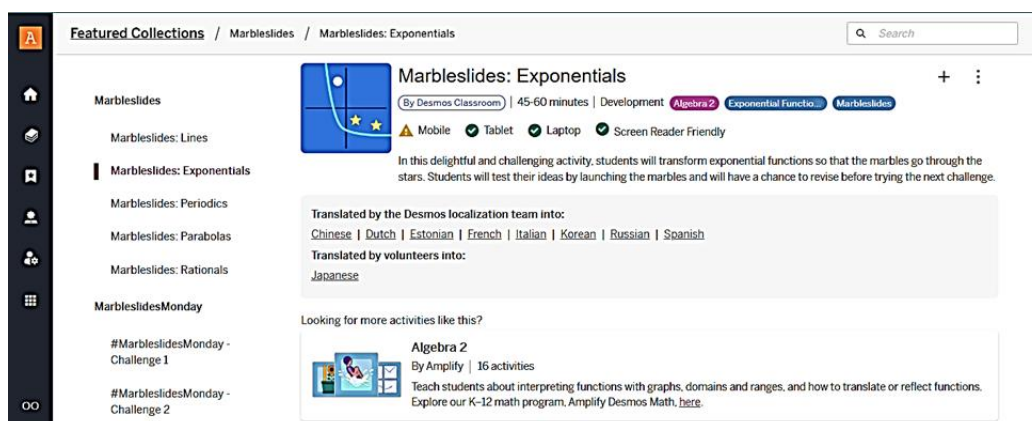 A
Featured Collections / Marbleslides / Marbleslides: Exponentials
Search
Marbleslides
Marbleslides: Lines
Marbleslides: Exponentials
Marbleslides: Periodics
Marbleslides: Parabolas
Marbleslides: Rationals
MarbleslidesMonday
#MarbleslidesMonday -
Challenge 1
#MarbleslidesMonday -
Challenge 2
Marbleslides: Exponentials
By Desmos Classroom | 45-60 minutes | Development Algebra 2 Exponential Functio... Marbleslides
Mobile Tablet Laptop Screen Reader Friendly
In this delightful and challenging activity, students will transform exponential functions so that the marbles go through the
stars. Students will test their ideas by launching the marbles and will have a chance to revise before trying the next challenge.
Translated by the Desmos localization team into:
Chinese | Dutch | Estonian | French | Italian | Korean | Russian | Spanish
Translated by volunteers into:
Japanese
Looking for more activities like this?
Algebra 2
By Amplify | 16 activities
Teach students about interpreting functions with graphs, domains and ranges, and how to translate or reflect functions.
Explore our K–12 math program, Amplify Desmos Math, here.